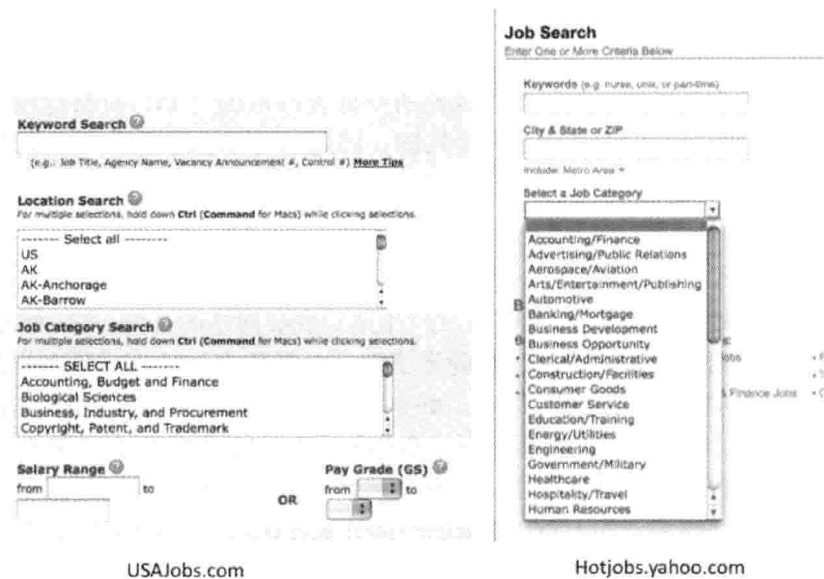 Keyword Search
(e.g., Job Title, Agency Name, Vacancy Announcement #, Control #) More Tips
Location Search
For multiple selections, hold down Ctrl (Command for Macs) while clicking selections.
------- Select all --------
US
AK
AK-Anchorage
AK-Barrow
Job Category Search
For multiple selections, hold down Ctrl (Command for Macs) while clicking selections.
------- SELECT ALL -------
Accounting, Budget and Finance
Biological Sciences
Business, Industry, and Procurement
Copyright, Patent, and Trademark
Salary Range
from to
OR
Pay Grade (GS)
from to
USAJobs.com
Job Search
Enter One or More Criteria Below
Keywords (e.g. nurse, unix, or part-time)
City & State or ZIP
Include: Metro Area
Select a Job Category
Accounting/Finance
Advertising/Public Relations
Aerospace/Aviation
Arts/Entertainment/Publishing
Automotive
Banking/Mortgage
Business Development
Business Opportunity
Clerical/Administrative
Construction/Facilities
Consumer Goods
Customer Service
Education/Training
Energy/Utilities
Engineering
Government/Military
Healthcare
Hospitality/Travel
Human Resources
& Finance Jobs
Hotjobs.yahoo.com